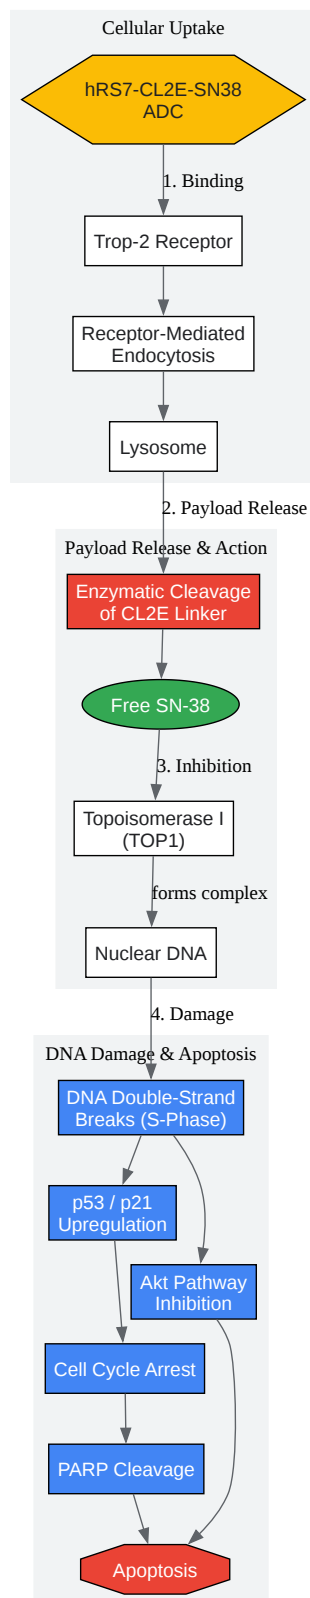 Cellular Uptake
hRS7-CL2E-SN38
ADC
1. Binding
Trop-2 Receptor
Receptor-Mediated
Endocytosis
Lysosome
2. Payload Release
Payload Release & Action
Enzymatic Cleavage
of CL2E Linker
Free SN-38
3. Inhibition
Topoisomerase I
(TOP1)
forms complex
Nuclear DNA
4. Damage
DNA Damage & Apoptosis
DNA Double-Strand
Breaks (S-Phase)
p53 / p21
Upregulation
Akt Pathway
Inhibition
Cell Cycle Arrest
PARP Cleavage
Apoptosis